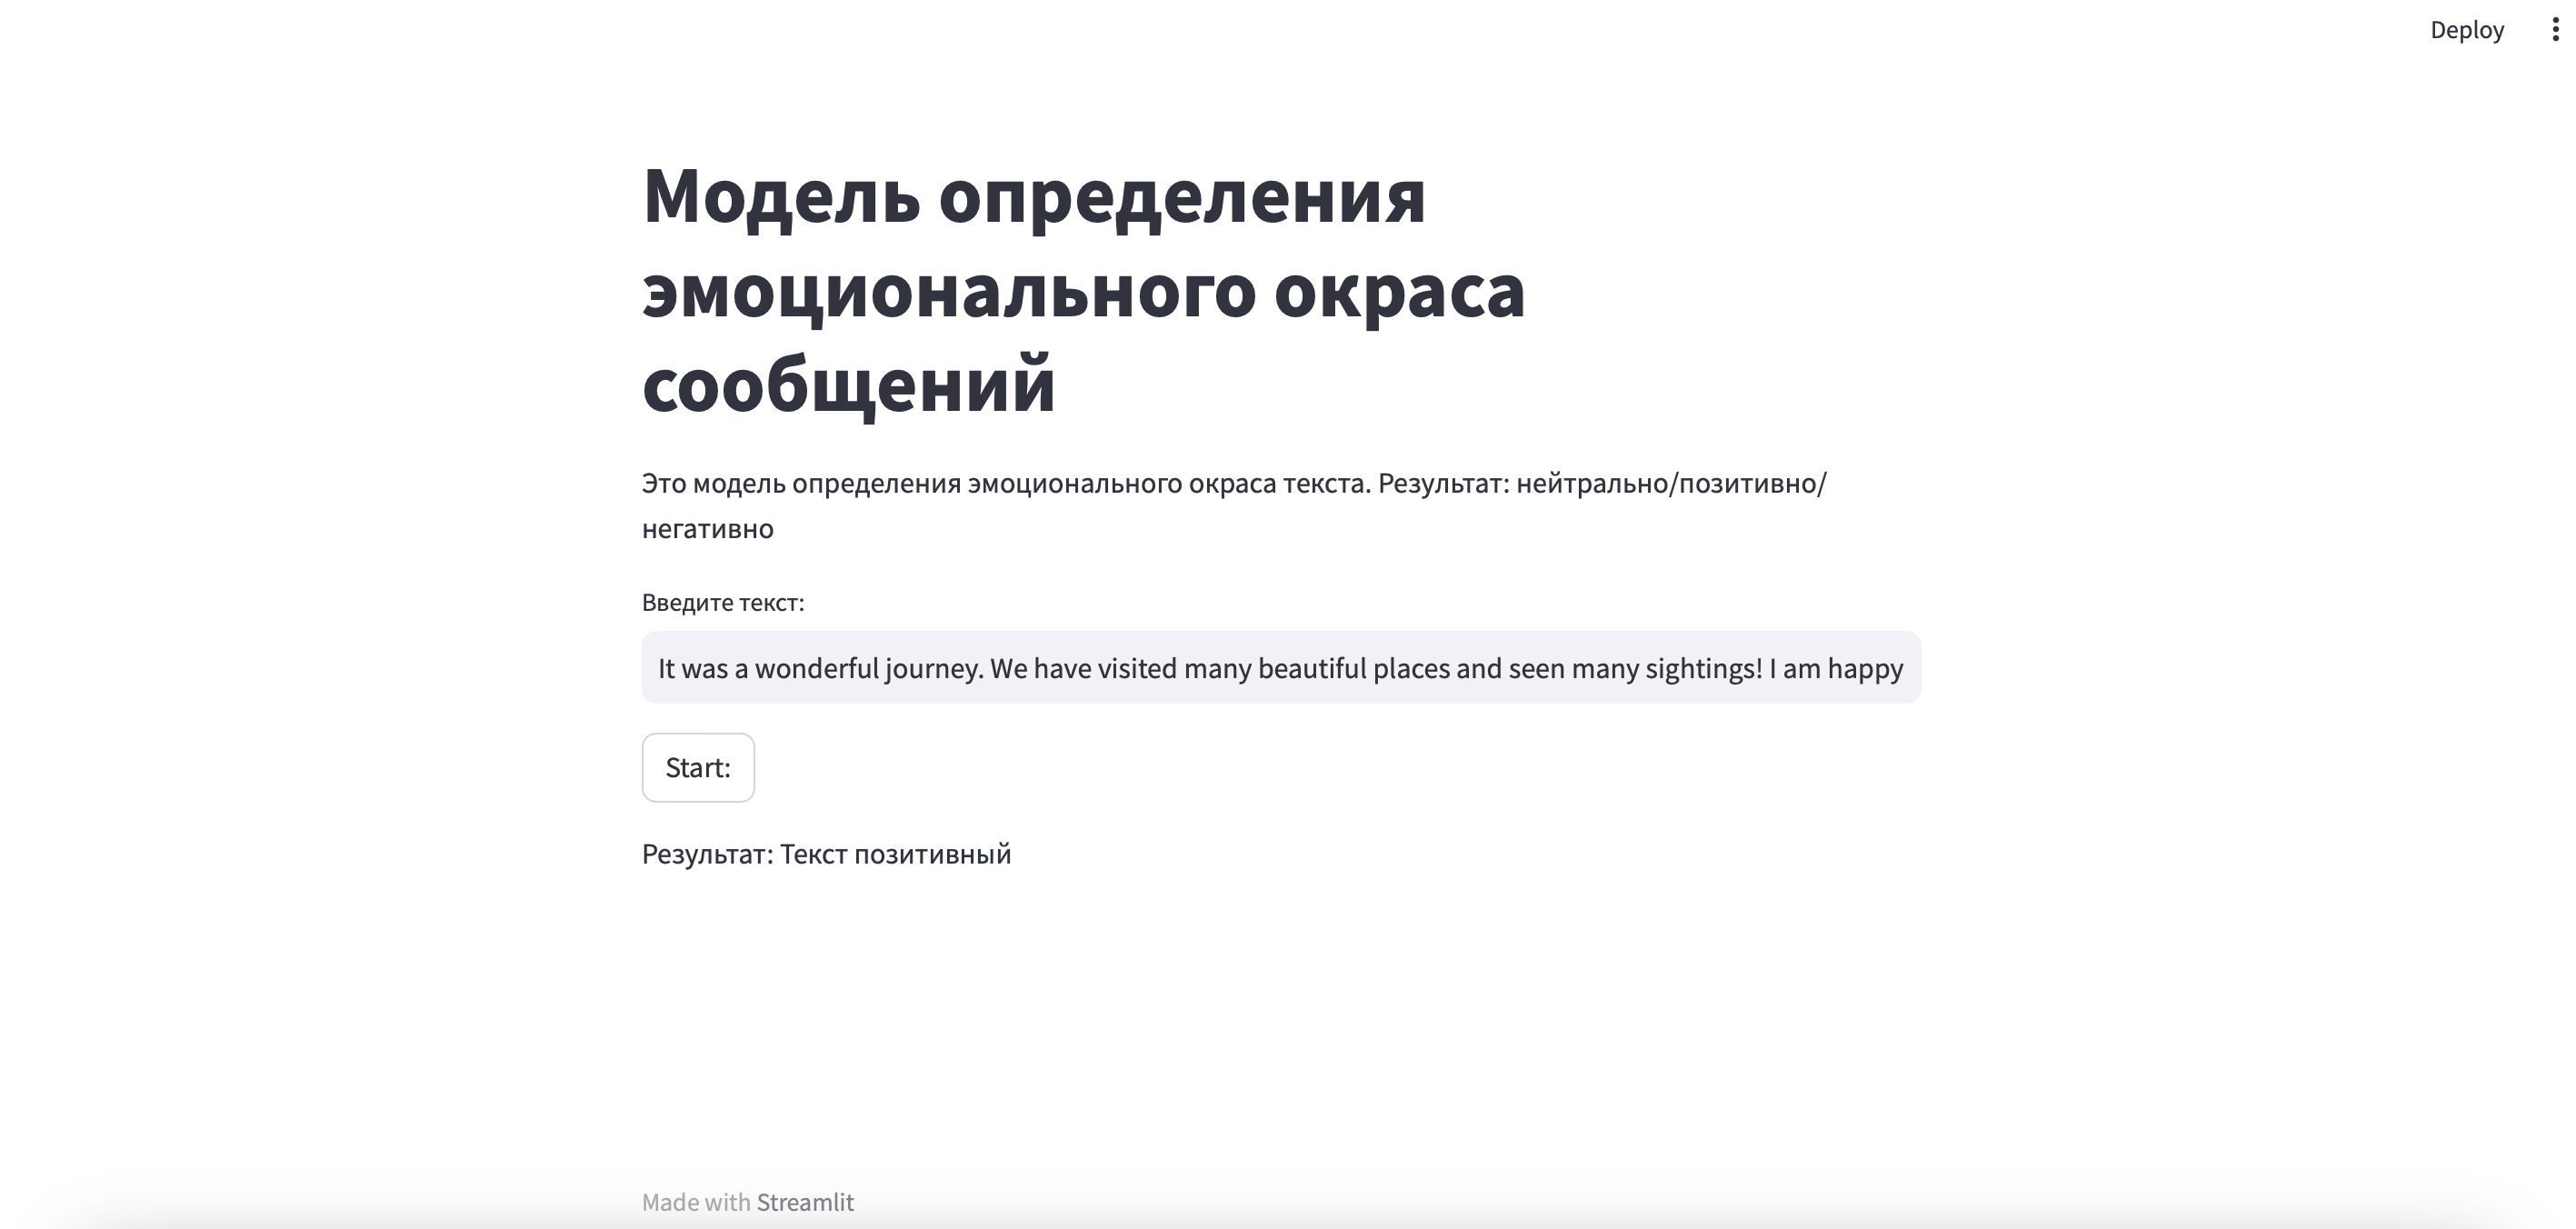 Deploy
Модель определения
эмоционального окраса
сообщений
Это модель определения эмоционального окраса текста. Результат: нейтрально/позитивно/
негативно
Введите текст:
It was a wonderful journey. We have visited many beautiful places and seen many sightings! I am happy
Start:
Результат: Текст позитивный
Made with Streamlit